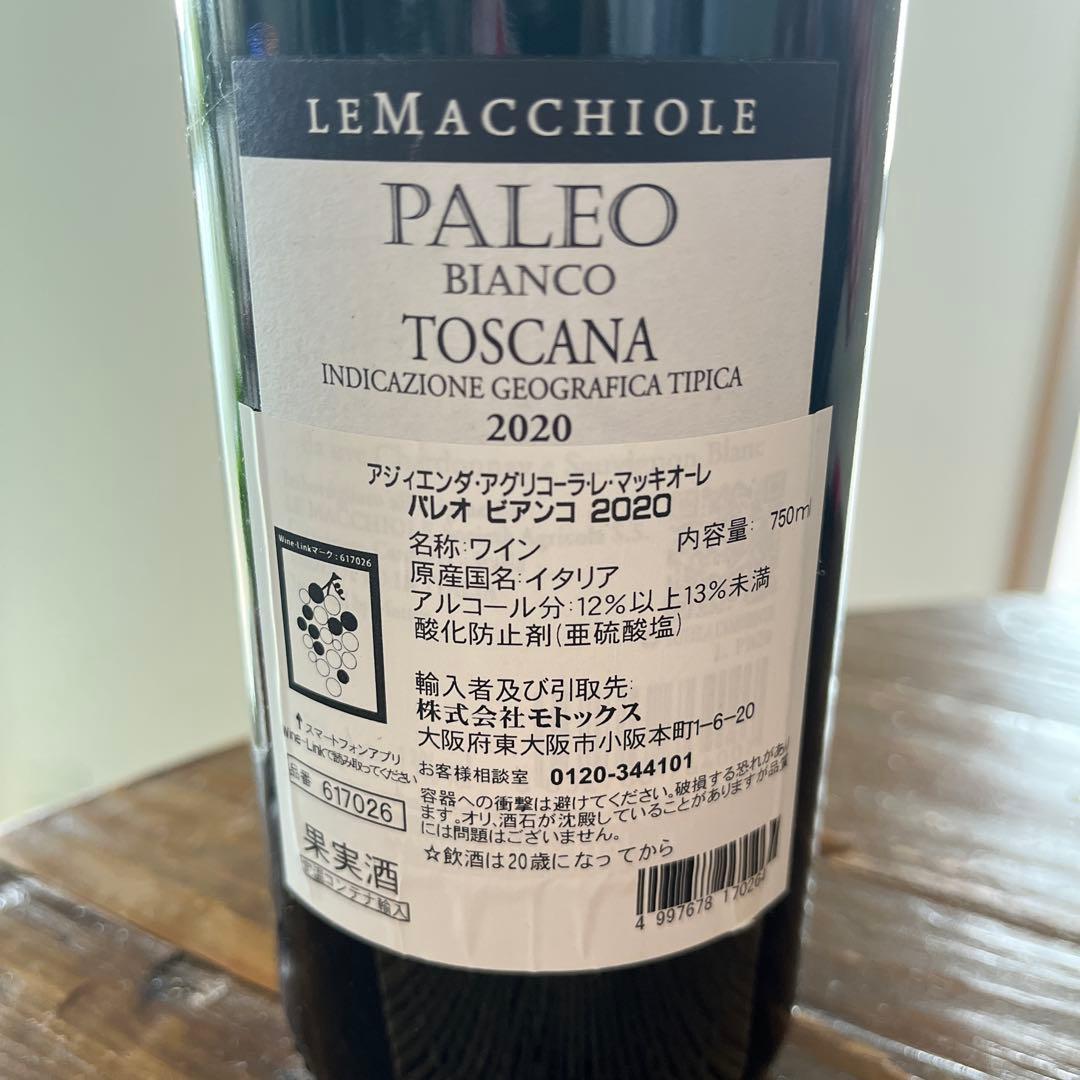 LEMACCHIOLE
PALEO
BIANCO
TOSCANA
INDICAZIONE GEOGRAFICA TIPICA
2020
アジィエンダ・アグリコーラ・レ・マッキオーレ
パレオ ビアンコ 2020
名称:ワイン
内容量: 750ml
原産国名:イタリア
アルコール分:12%以上13%未満
酸化防止剤(亜硫酸塩)
Wine-Linkマーク:617026
輸入者及び引取先:
株式会社モトックス
大阪府東大阪市小阪本町1-6-20
お客様相談室 0120-344101
↑スマートフォンアプリ
Wine-Linkで読み取ってください
品番 617026
容器への衝撃は避けてください。破損する恐れがあり
ます。オリ、酒石が沈殿していることがありますが品質
には問題はございません。
☆飲酒は20歳になってから
果実酒
定温コンテナ輸入
4 997678 170264